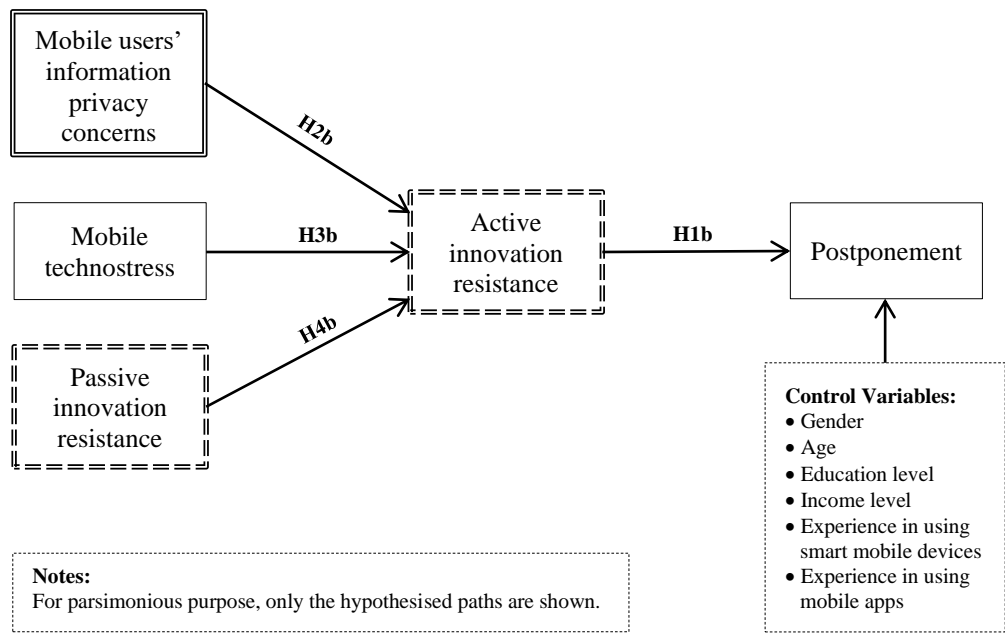 Mobile users’
information
privacy
concerns
H2b
Mobile
technostress
H3b
Passive
innovation
resistance
H4b
Active
innovation
resistance
H1b
Postponement
Control Variables:
• Gender
• Age
• Education level
• Income level
• Experience in using
smart mobile devices
• Experience in using
mobile apps
Notes:
For parsimonious purpose, only the hypothesised paths are shown.